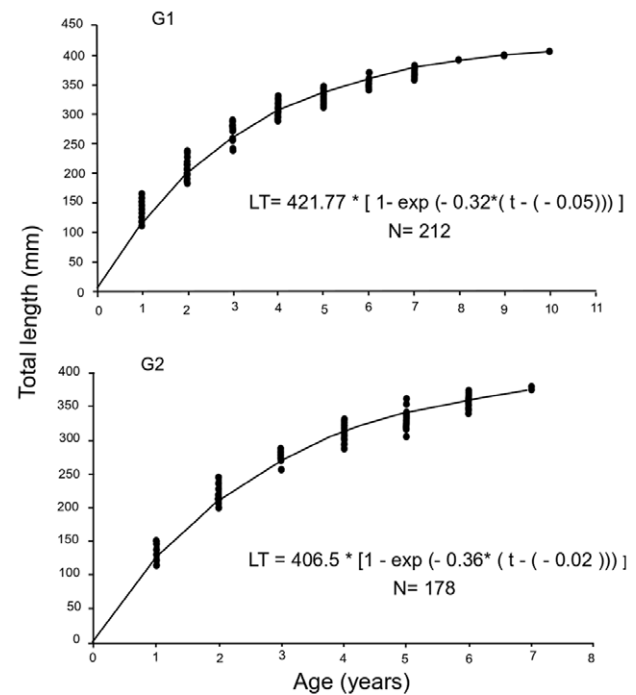 G1
Total length (mm)
450
400
350
300
250
200
150
100
50
0
LT= 421.77 * [ 1- exp (- 0.32*( t - ( - 0.05))) ]
N= 212
0 1 2 3 4 5 6 7 8 9 10 11
G2
400
350
300
250
200
150
100
50
0
LT = 406.5 * [1 - exp (- 0.36* ( t - ( - 0.02 ))) ]
N= 178
0 1 2 3 4 5 6 7 8
Age (years)